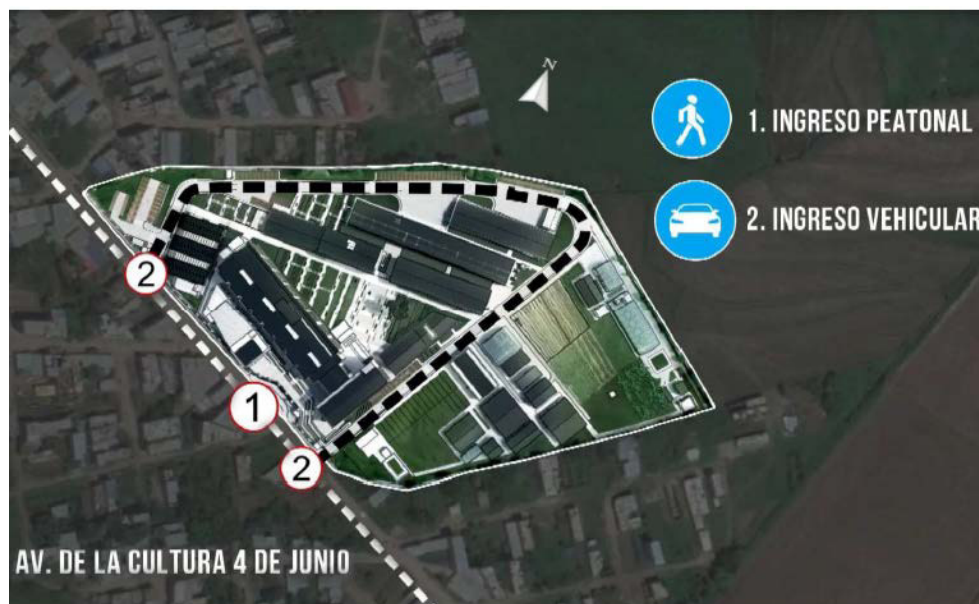 N
1. INGRESO PEATONAL
2. INGRESO VEHICULAR
2
1
2
AV. DE LA CULTURA 4 DE JUNIO